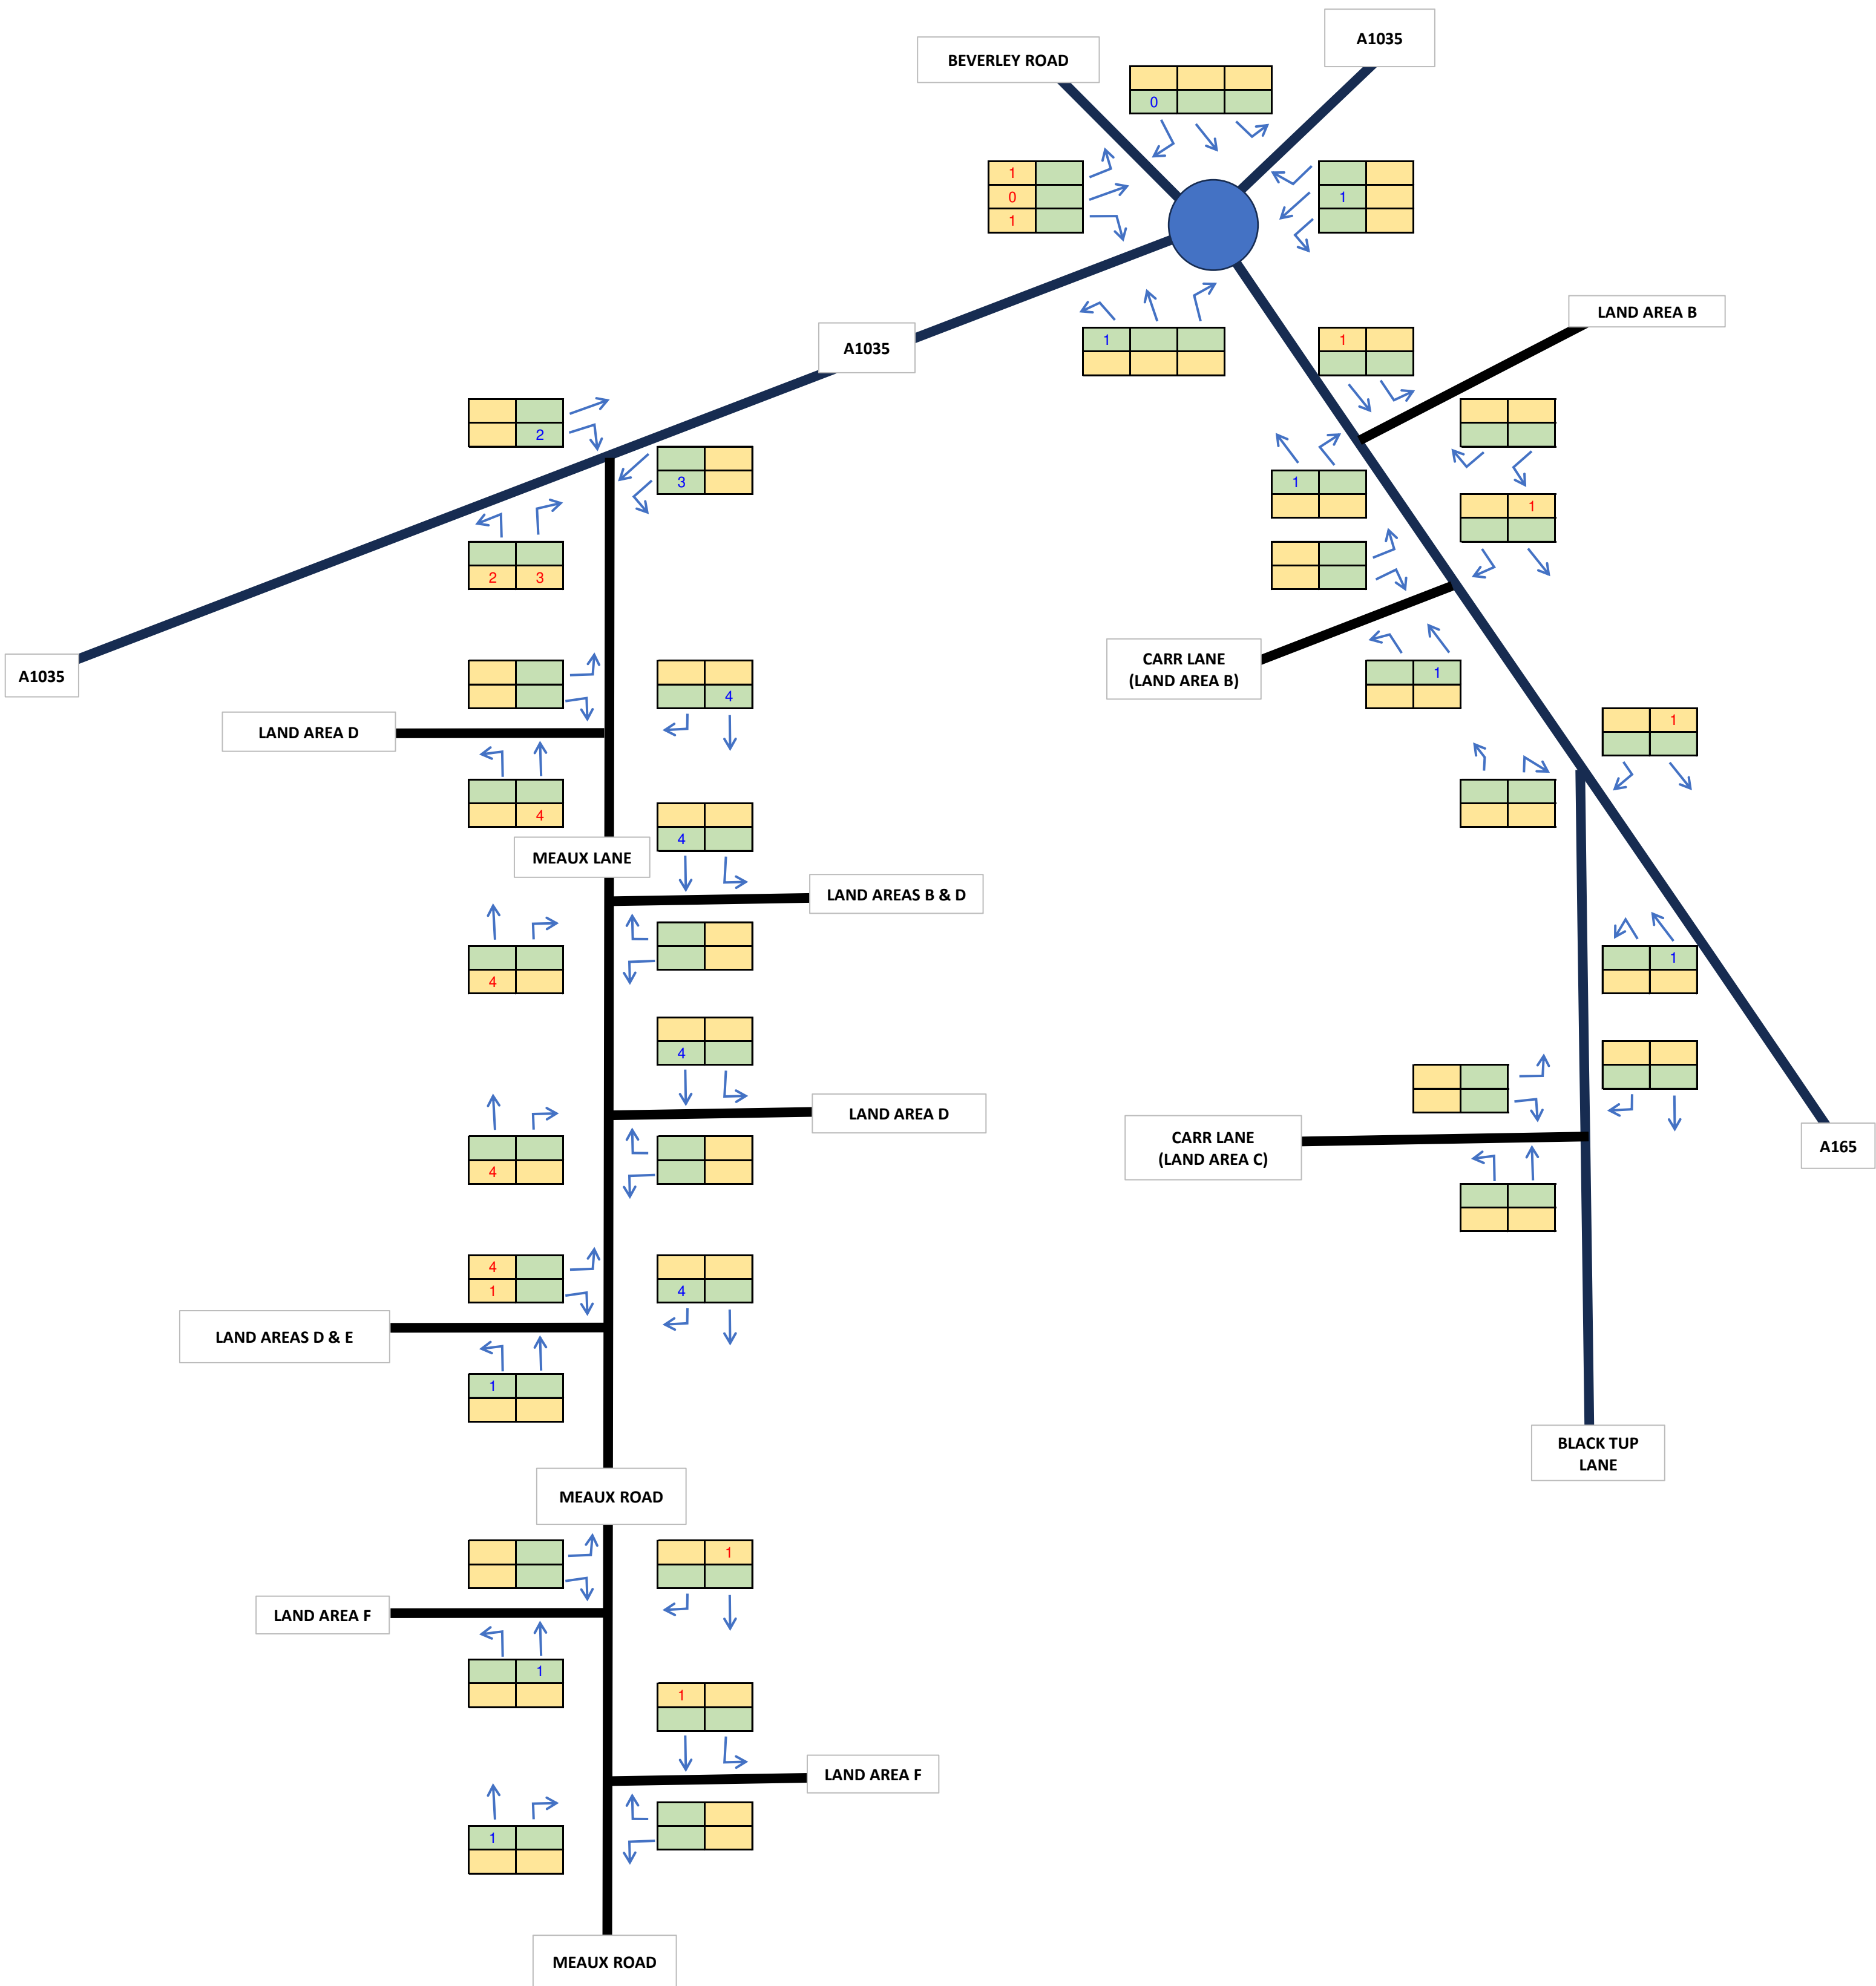 A1035
BEVERLEY ROAD
0
1
0
1
1
LAND AREA B
1
1
A1035
2
3
1
1
2 3
CARR LANE
(LAND AREA B)
1
A1035
4
1
LAND AREA D
4
4
MEAUX LANE
LAND AREAS B & D
4
1
4
LAND AREA D
4
CARR LANE
(LAND AREA C)
A165
4
1
4
LAND AREAS D & E
1
BLACK TUP
LANE
MEAUX ROAD
1
LAND AREA F
1
1
LAND AREA F
1
MEAUX ROAD